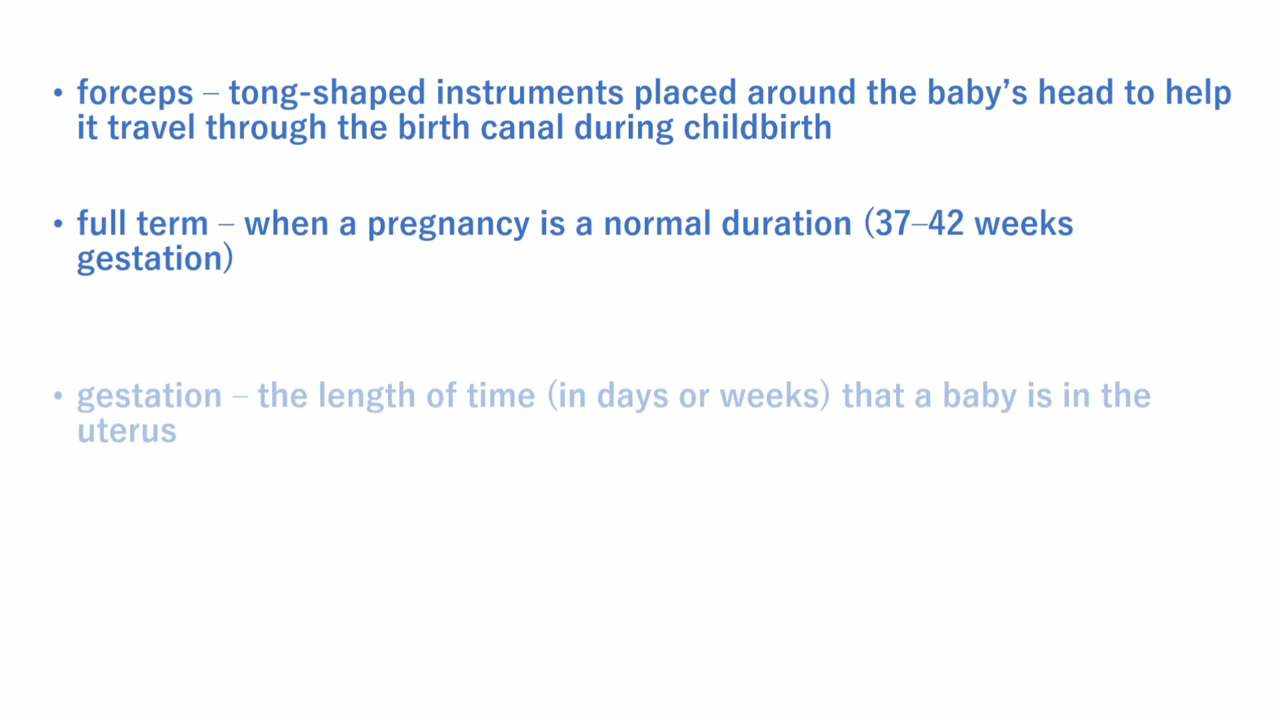 • forceps – tong-shaped instruments placed around the baby’s head to help
it travel through the birth canal during childbirth
• full term – when a pregnancy is a normal duration (37–42 weeks
gestation)
• gestation – the length of time (in days or weeks) that a baby is in the
uterus